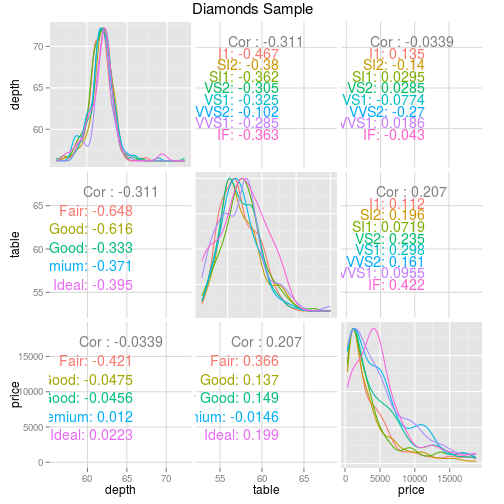 Diamonds Sample
depth
70
65
60
Cor : -0.311
I1: -0.467
SI2: -0.38
SI1: -0.362
VS2: -0.305
VS1: -0.325
VVS2: -0.102
VVS1: -0.285
IF: -0.363
Cor : -0.0339
I1: 0.135
SI2: -0.14
SI1: 0.0295
VS2: 0.0285
VS1: -0.0774
VVS2: -0.27
VVS1: 0.0186
IF: -0.043
table
65
60
55
Cor : -0.311
Fair: -0.648
Good: -0.616
Good: -0.333
mium: -0.371
Ideal: -0.395
Cor : 0.207
I1: 0.112
SI2: 0.196
SI1: 0.0719
VS2: 0.235
VS1: 0.298
VVS2: 0.161
VVS1: 0.0955
IF: 0.422
price
15000
10000
5000
0
Cor : -0.0339
Fair: -0.421
Good: -0.0475
Good: -0.0456
emium: 0.012
Ideal: 0.0223
Cor : 0.207
Fair: 0.366
Good: 0.137
Good: 0.149
nium: -0.0146
Ideal: 0.199
60 65 70
55 60 65
0 5000 10000 15000
depth table price